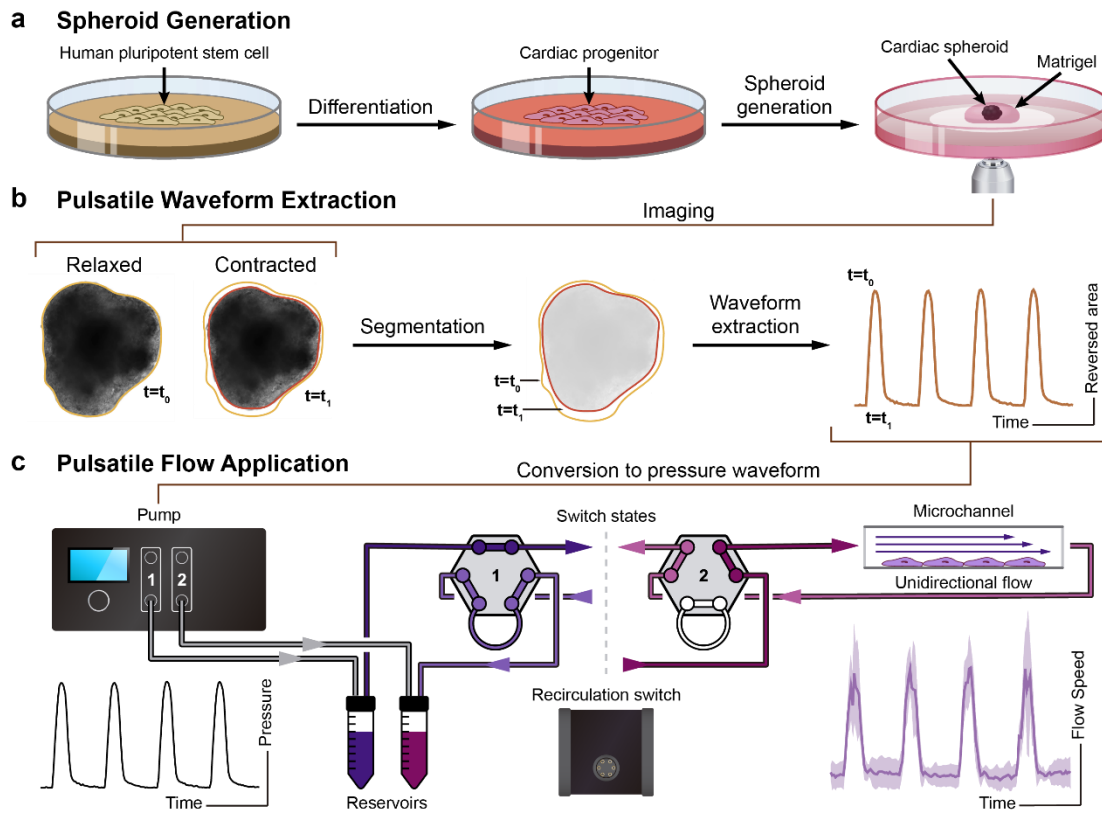 a Spheroid Generation
Human pluripotent stem cell
Differentiation
Cardiac progenitor
Spheroid
generation
Cardiac spheroid
Matrigel
b Pulsatile Waveform Extraction
Imaging
Relaxed
t=t0
Contracted
t=t1
Segmentation
t=t0
t=t1
Waveform
extraction
t=t0
t=t1
Time
Reversed area
c Pulsatile Flow Application
Conversion to pressure waveform
Pump
1 2
Pressure
Time
Reservoirs
Switch states
1
2
Recirculation switch
Microchannel
Unidirectional flow
Flow Speed
Time